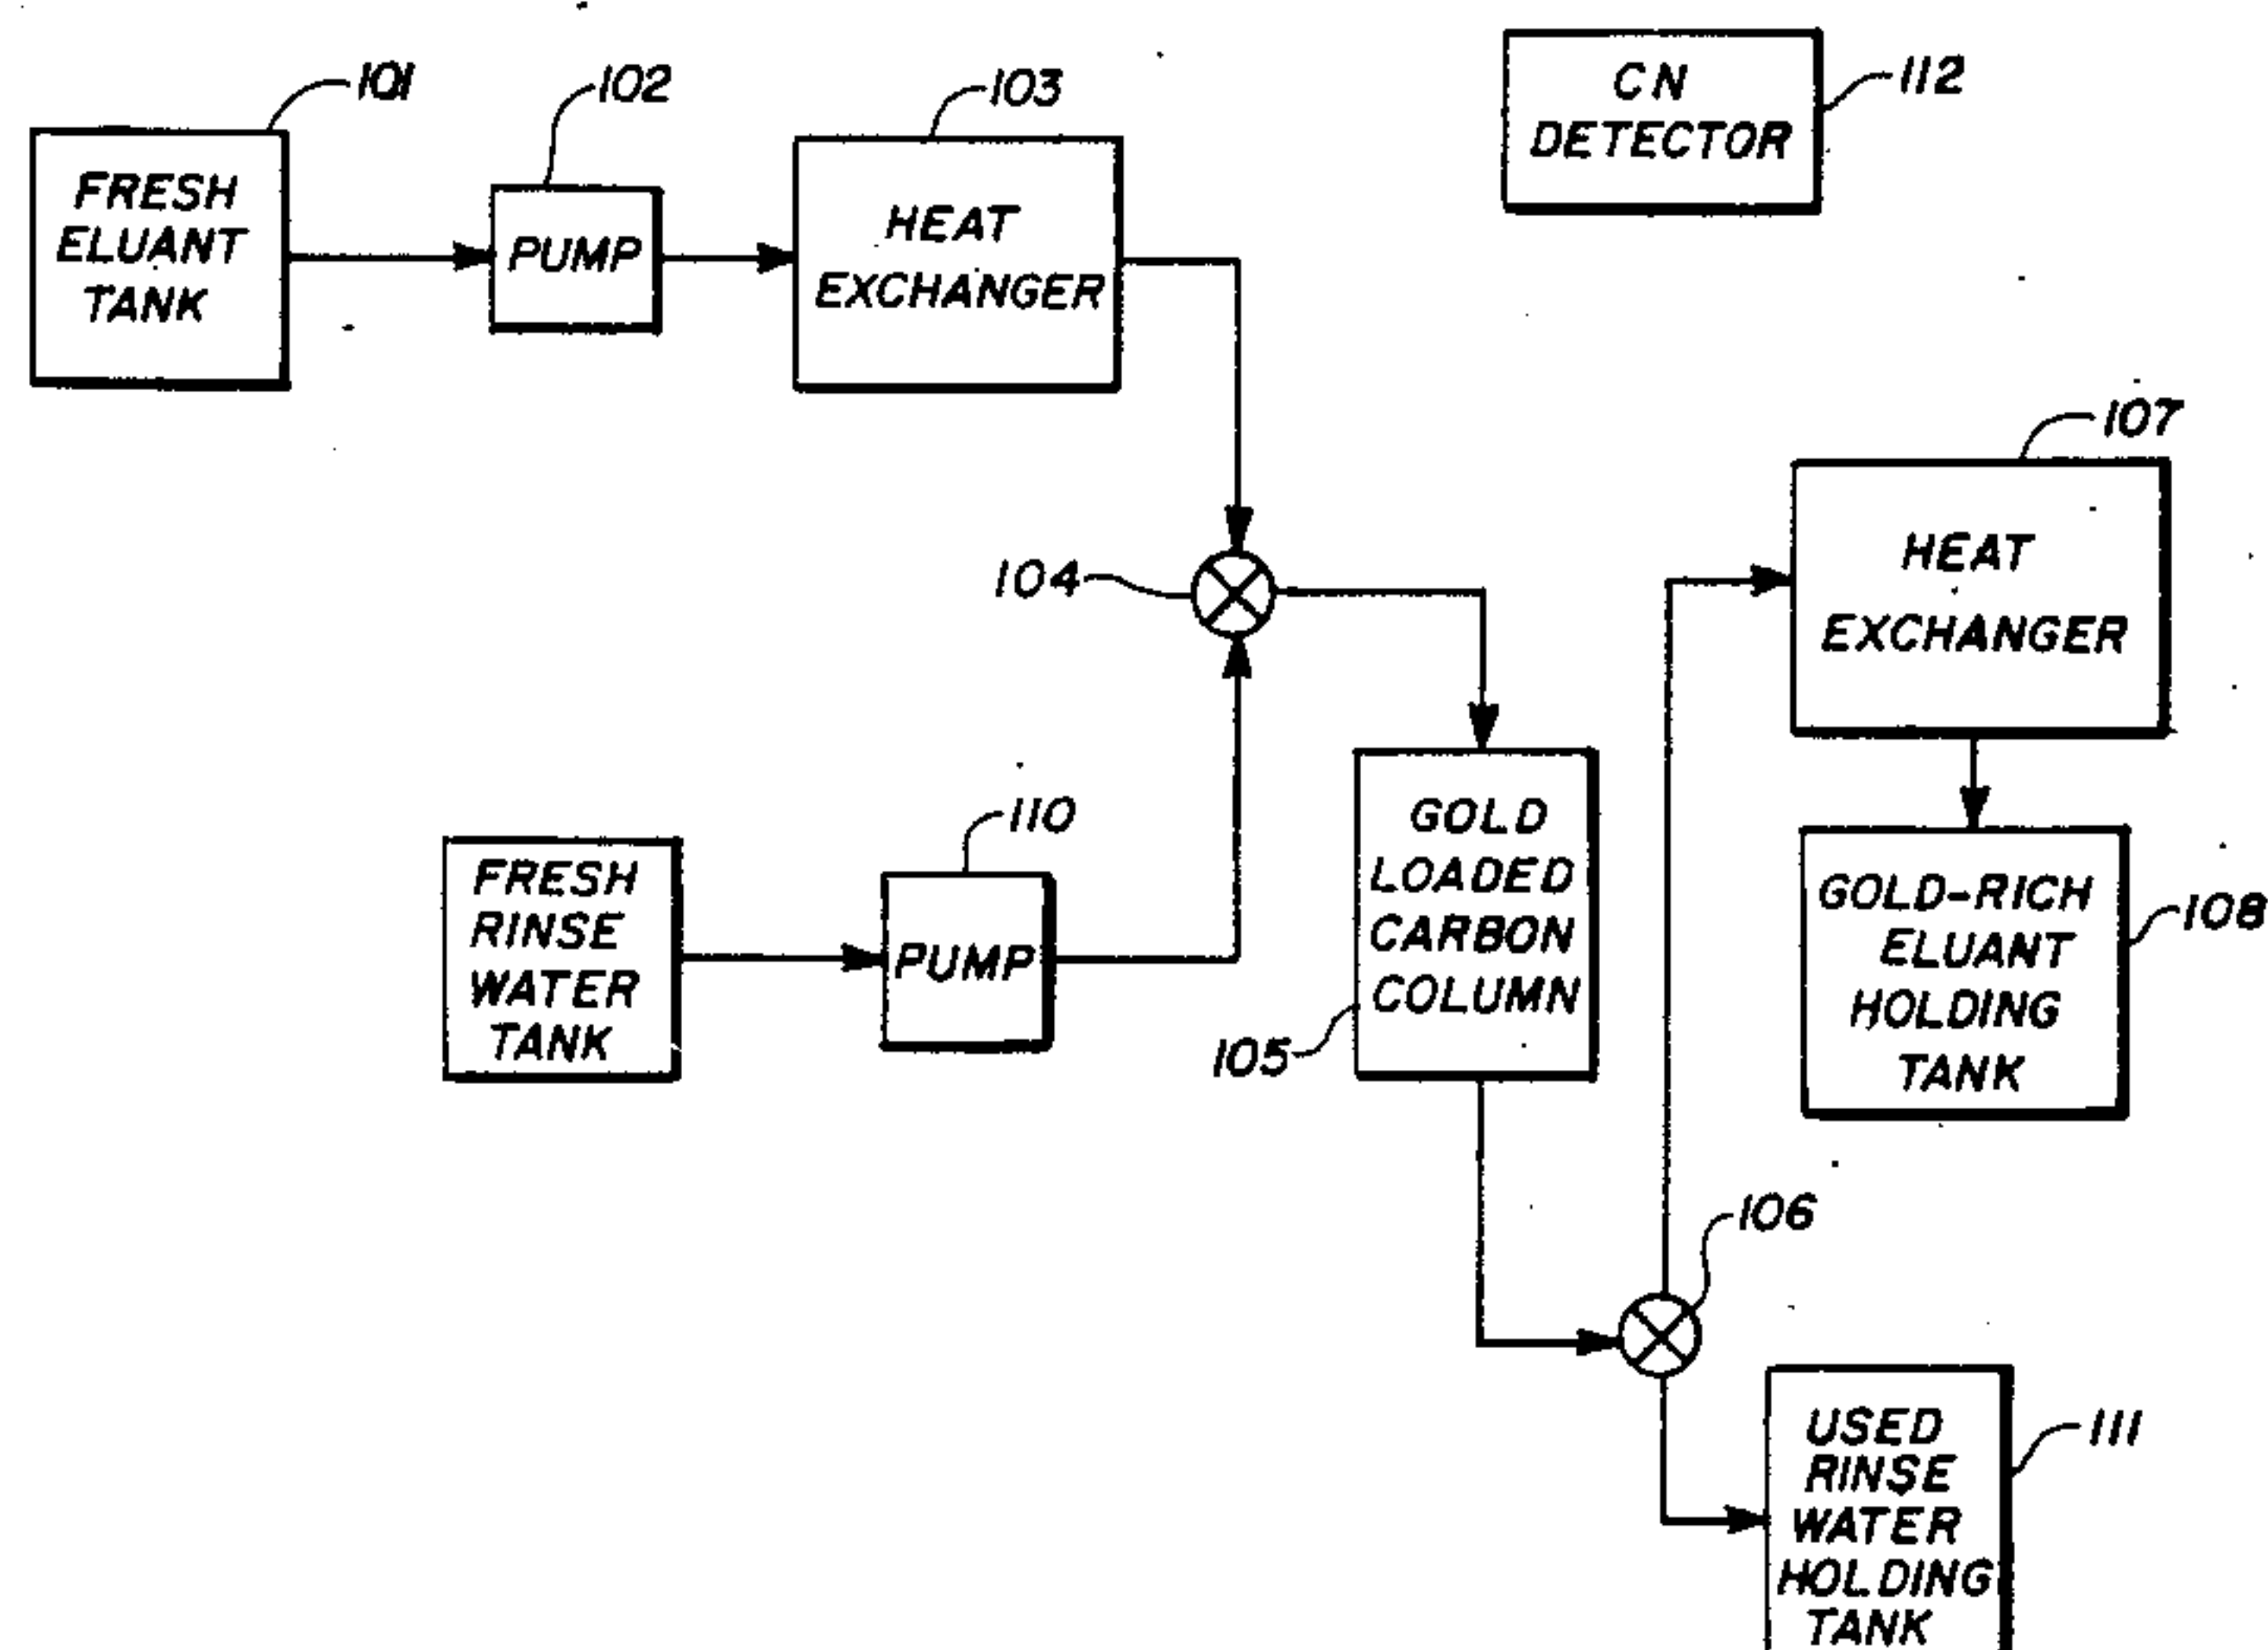 101
FRESH
ELUANT
TANK
102
PUMP
103
HEAT
EXCHANGER
CN
DETECTOR
112
104
107
HEAT
EXCHANGER
FRESH
RINSE
WATER
TANK
110
PUMP
GOLD
LOADED
CARBON
COLUMN
105
GOLD-RICH
ELUANT
HOLDING
TANK
108
106
USED
RINSE
WATER
HOLDING
TANK
111